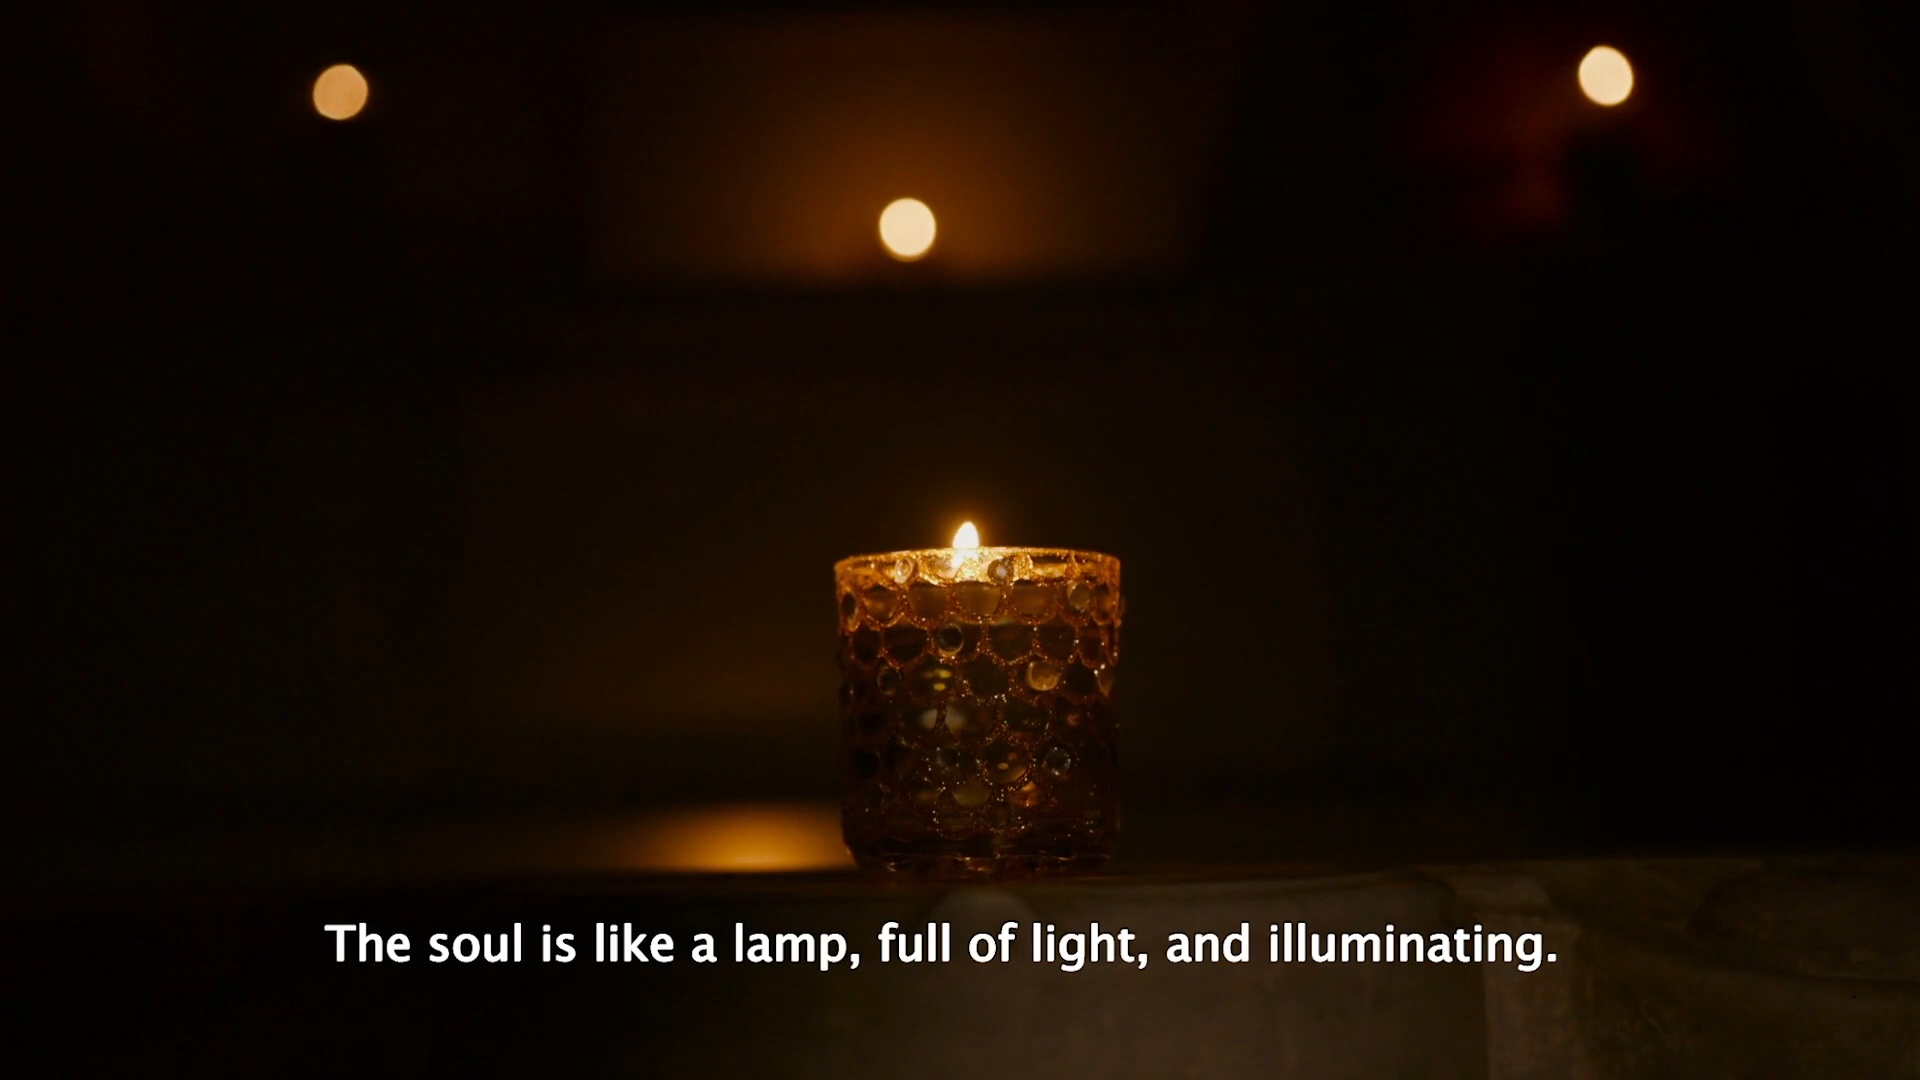 The soul is like a lamp, full of light, and illuminating.